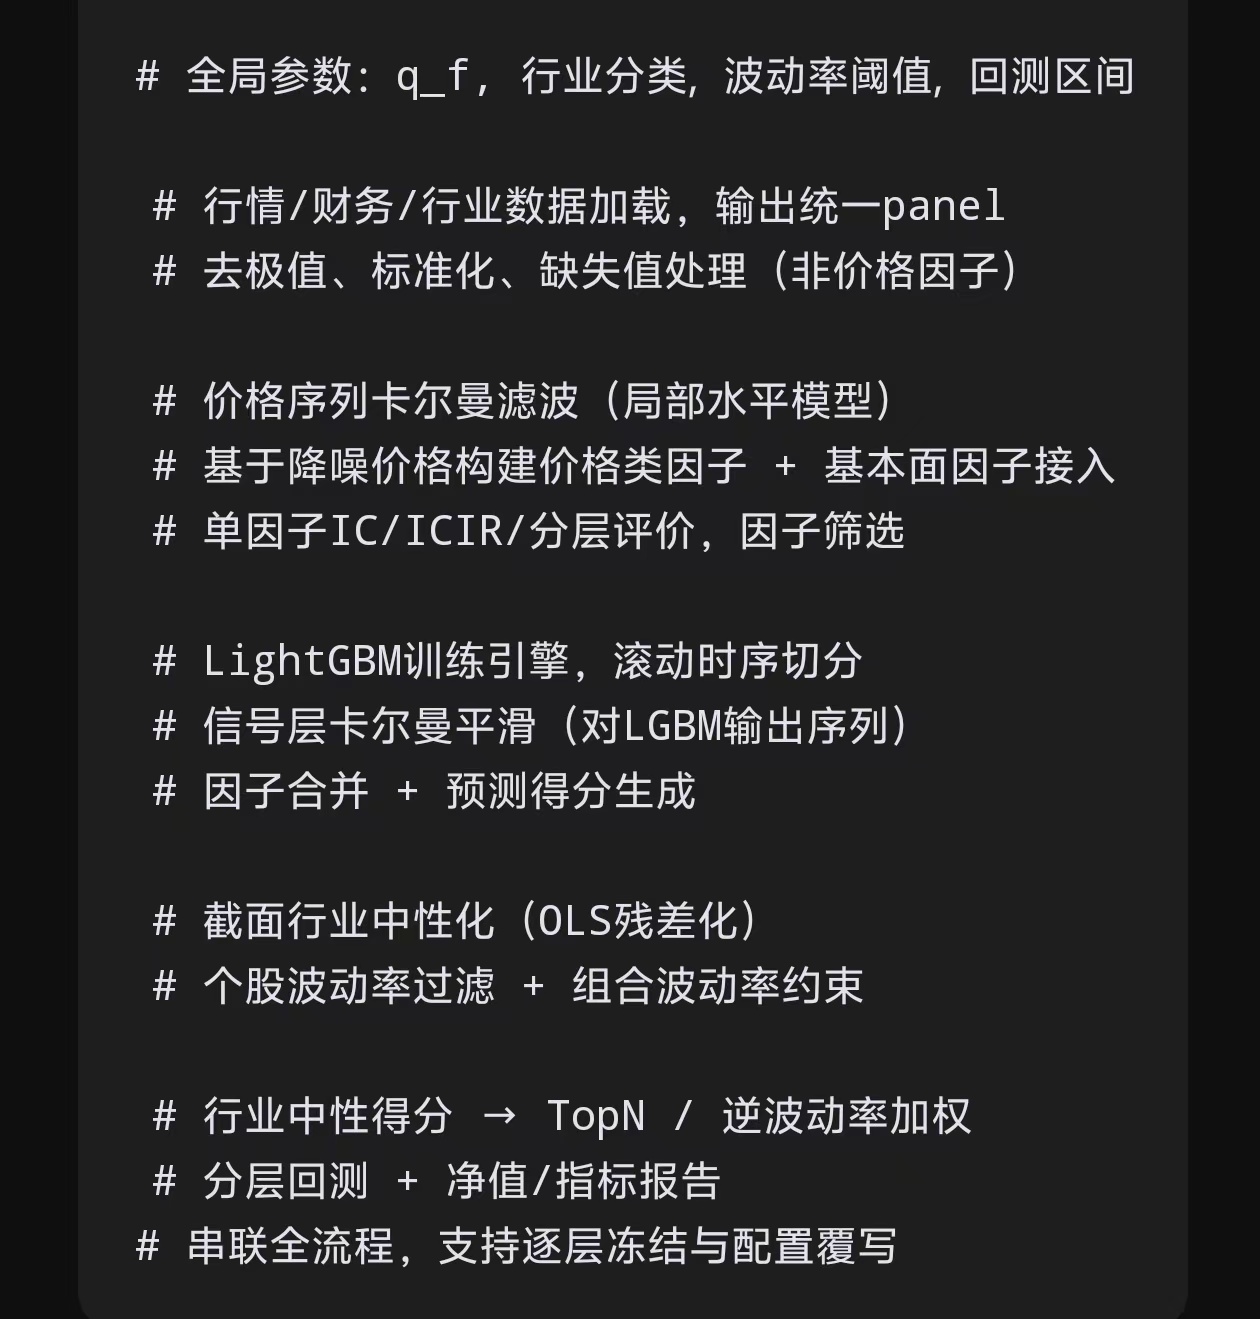 # 全局参数: q_f, 行业分类, 波动率阈值, 回测区间
# 行情/财务/行业数据加载, 输出统一panel
# 去极值、标准化、缺失值处理 (非价格因子)
# 价格序列卡尔曼滤波 (局部水平模型)
# 基于降噪价格构建价格类因子 + 基本面因子接入
# 单因子IC/ICIR/分层评价, 因子筛选
# LightGBM训练引擎, 滚动时序切分
# 信号层卡尔曼平滑 (对LGBM输出序列)
# 因子合并 + 预测得分生成
# 截面行业中性化 (OLS残差化)
# 个股波动率过滤 + 组合波动率约束
# 行业中性得分 → TopN / 逆波动率加权
# 分层回测 + 净值/指标报告
# 串联全流程, 支持逐层冻结与配置覆写